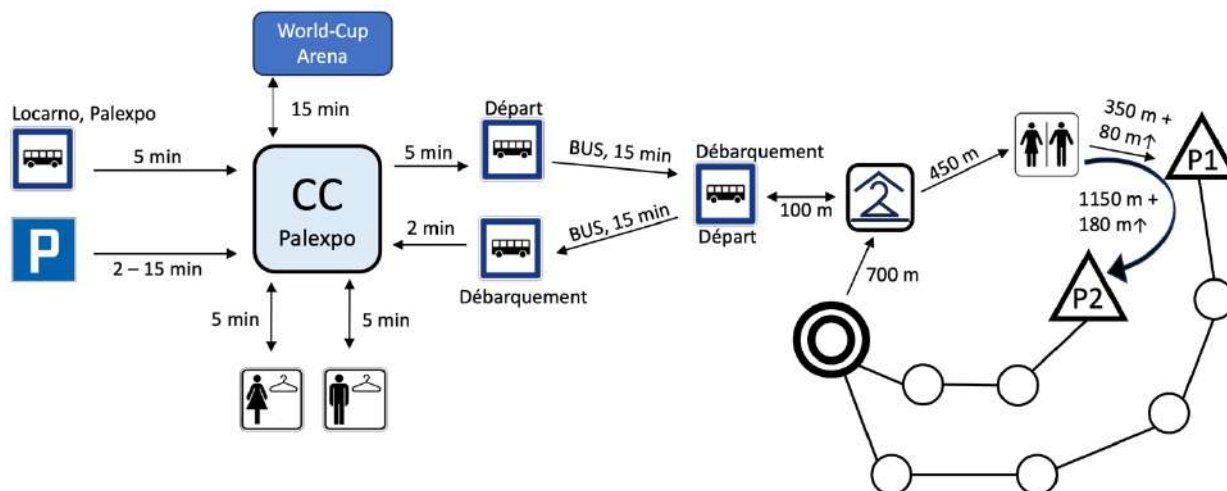 World-Cup
Arena
15 min
Locarno, Palexpo
5 min
P
2 – 15 min
CC
Palexpo
5 min
5 min
5 min
Départ
BUS, 15 min
2 min
Débarquement
BUS, 15 min
Débarquement
Départ
100 m
450 m
700 m
350 m +
80 m↑
P1
1150 m +
180 m↑
P2